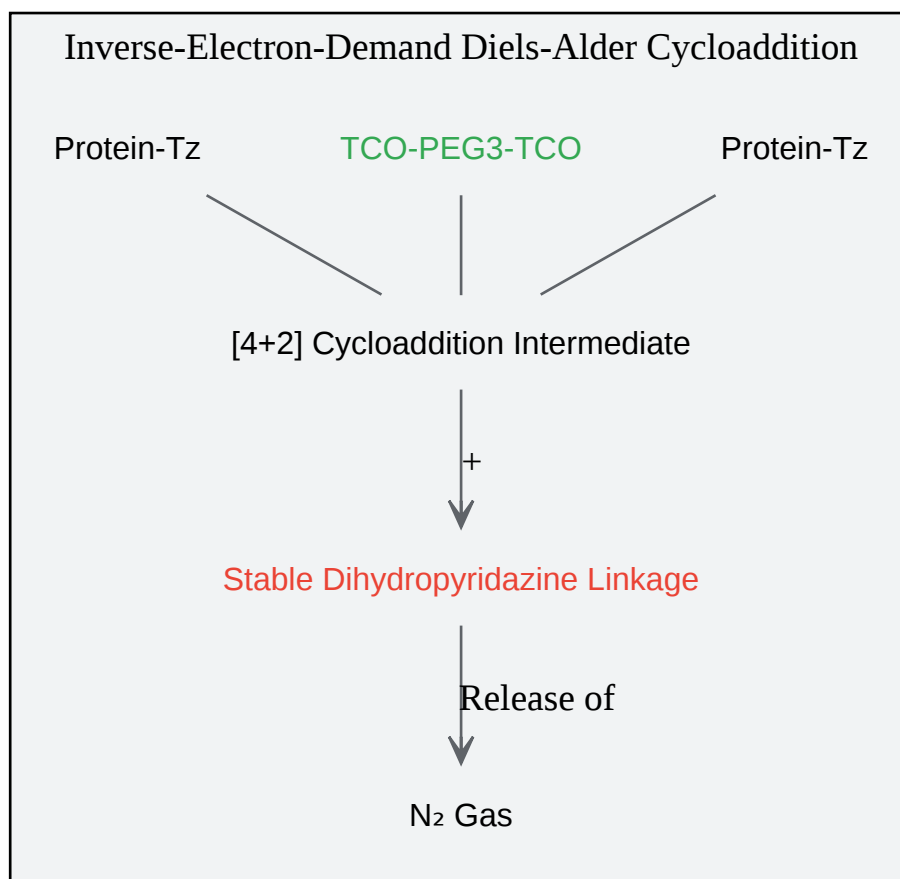 Inverse-Electron-Demand Diels-Alder Cycloaddition
Protein-Tz TCO-PEG3-TCO Protein-Tz
[4+2] Cycloaddition Intermediate
+
Stable Dihydropyridazine Linkage
Release of
N₂ Gas